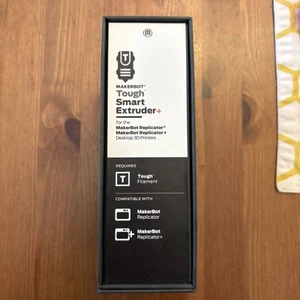 MAKERBOT®
Tough
Smart
Extruder+
for the
MakerBot Replicator®
MakerBot Replicator+
Desktop 3D Printers
REQUIRES
T
Tough
Filament
COMPATIBLE WITH
MakerBot
Replicator
MakerBot
Replicator+